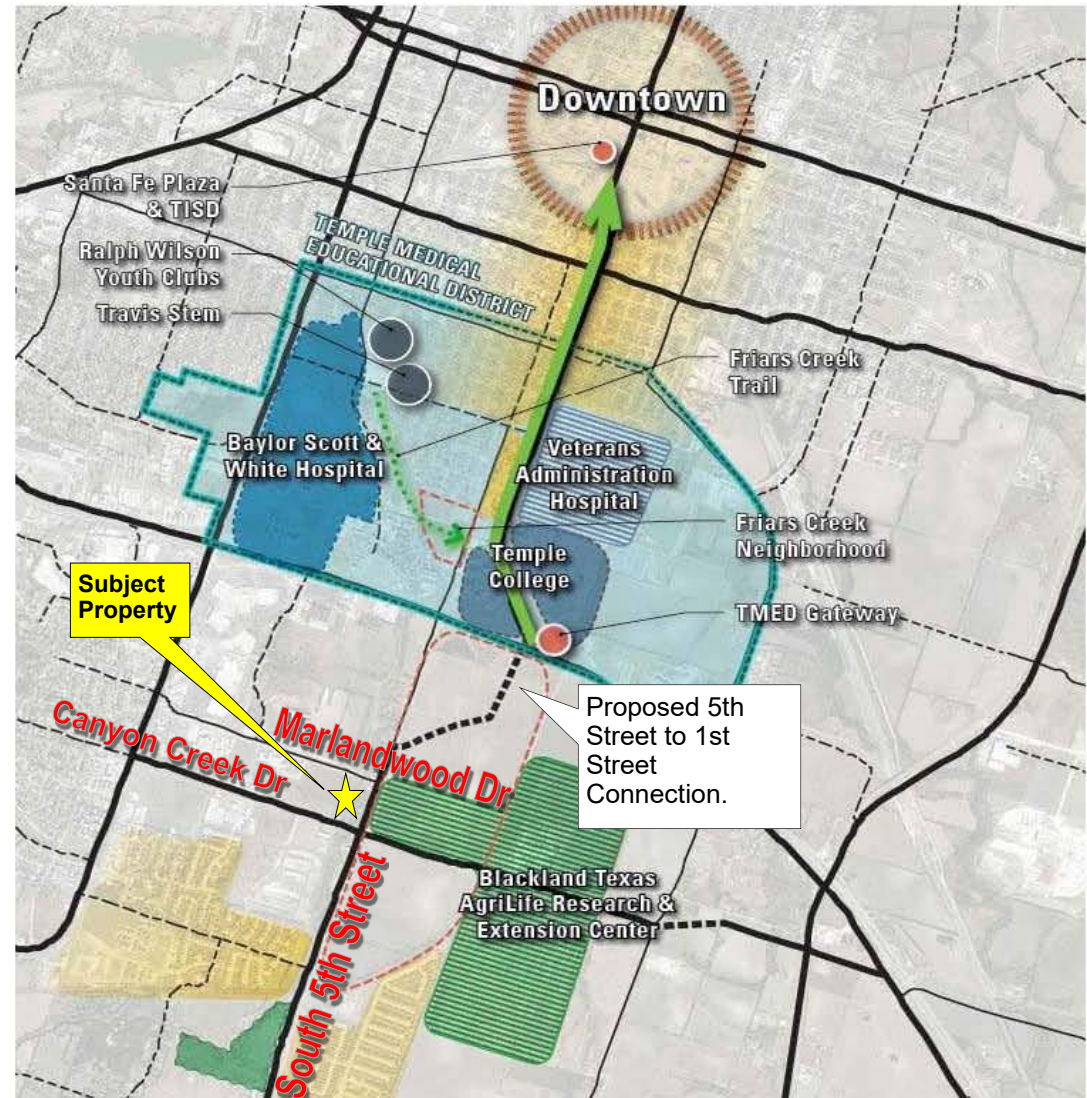 Downtown
Santa Fe Plaza
& TISD
TEMPLE MEDICAL
EDUCATIONAL DISTRICT
Ralph Wilson
Youth Clubs
Travis Stem
Friars Creek
Trail
Baylor Scott &
White Hospital
Veterans
Administration
Hospital
Friars Creek
Neighborhood
Temple
College
Subject
Property
TMED Gateway
Proposed 5th
Street to 1st
Street
Connection.
Canyon Creek Dr
Marlandwood Dr
South 5th Street
Blackland Texas
AgriLife Research &
Extension Center